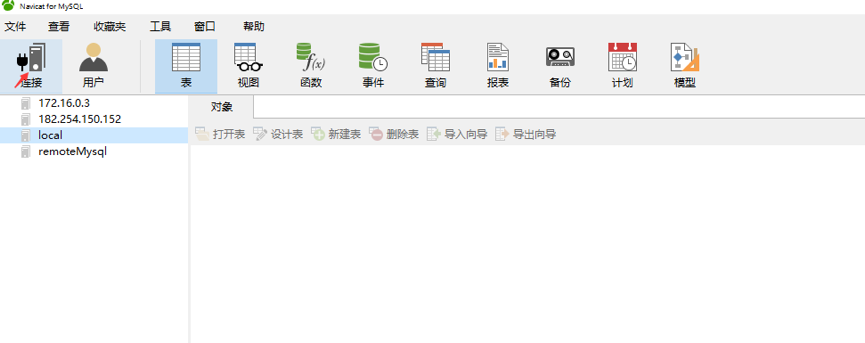 Navicat for MySQL
文件 查看 收藏夹 工具 窗口 帮助
连接 用户 表 视图 函数 事件 查询 报表 备份 计划 模型
172.16.0.3
182.254.150.152
local
remoteMysql
对象
打开表 设计表 新建表 删除表 导入向导 导出向导